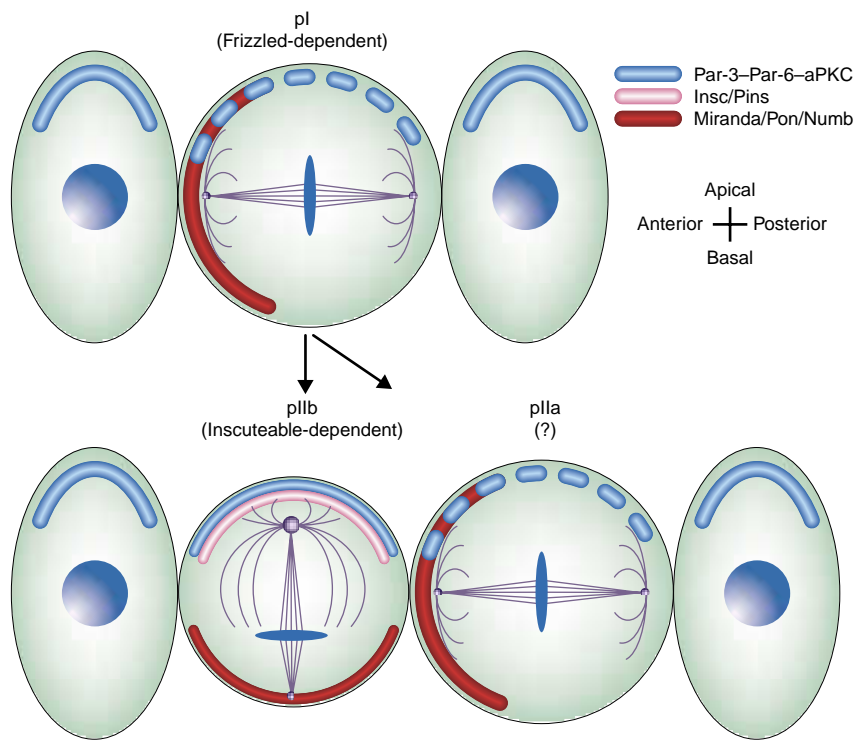 pI
(Frizzled-dependent)
Par-3–Par-6–aPKC
Insc/Pins
Miranda/Pon/Numb
Apical
Anterior
Posterior
Basal
pIIb
(Inscuteable-dependent)
pIIa
(?)